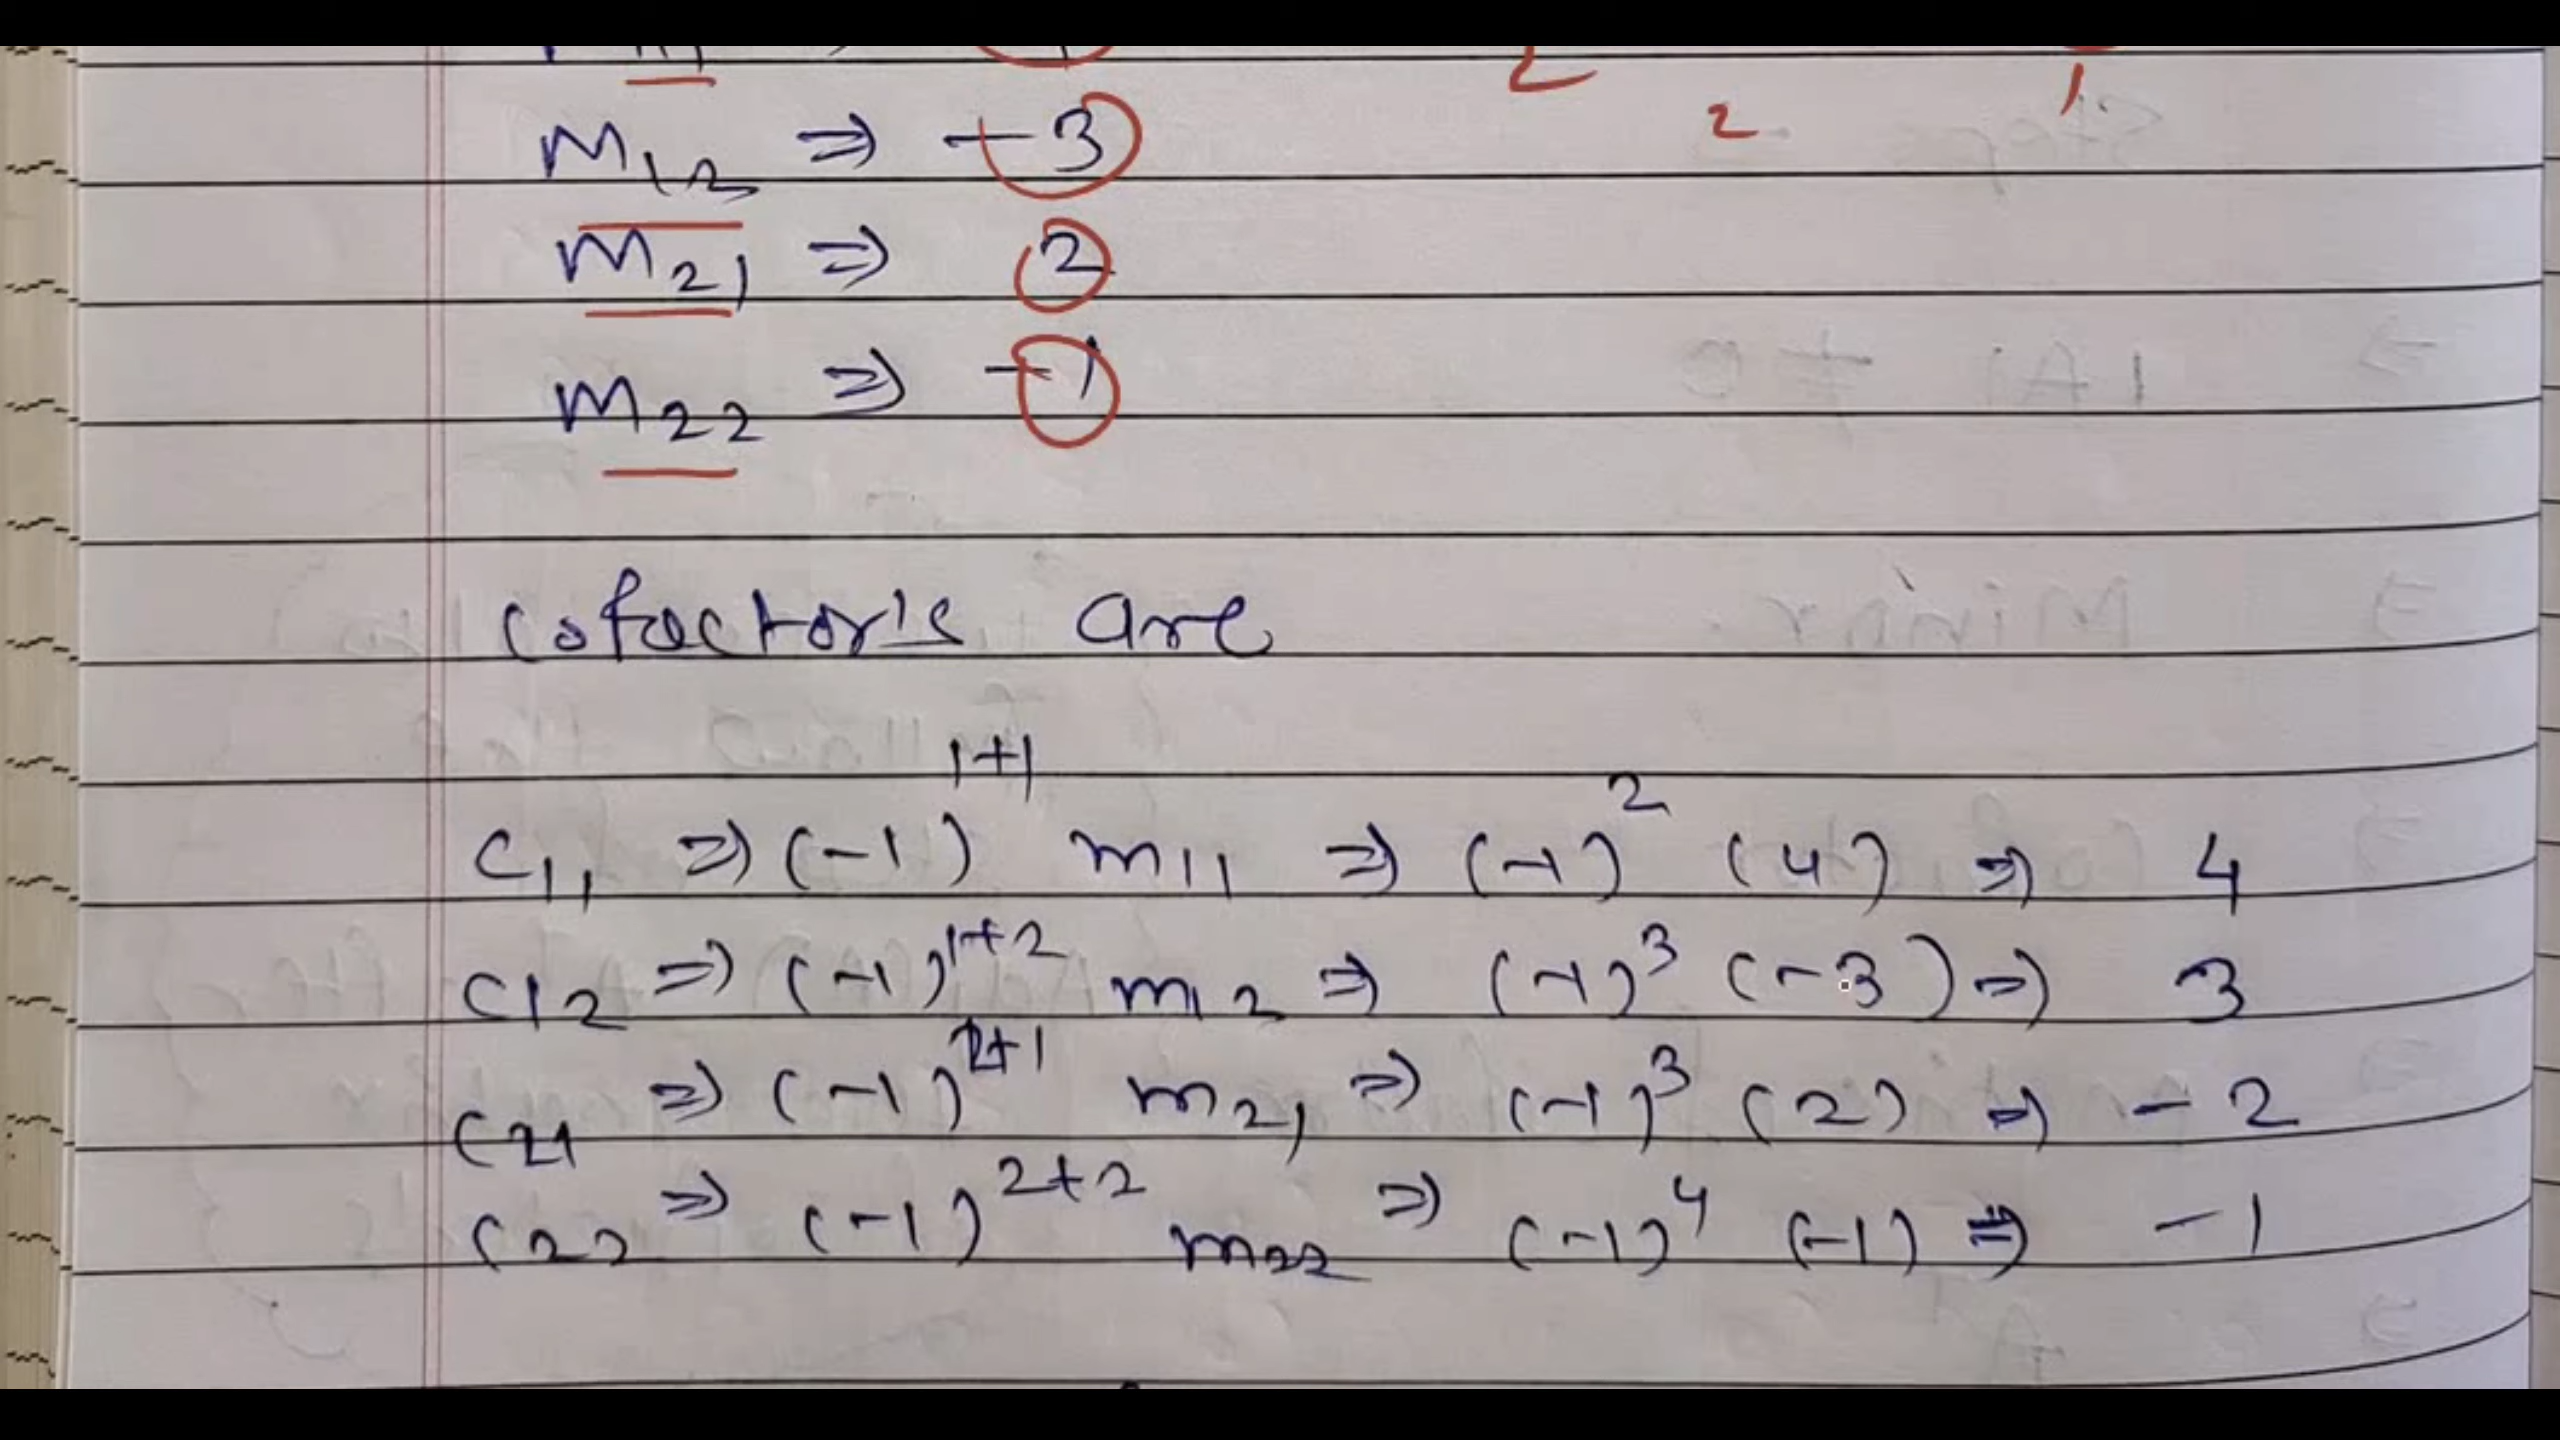 M12 ⇒ -3
M21 ⇒ 2
M22 ⇒ -1
cofactor's are
C11 ⇒ (-1)^1+1 m11 ⇒ (-1)^2 (4) ⇒ 4
C12 ⇒ (-1)^1+2 m12 ⇒ (-1)^3 (-3) ⇒ 3
C21 ⇒ (-1)^2+1 m21 ⇒ (-1)^3 (2) ⇒ -2
C22 ⇒ (-1)^2+2 m22 ⇒ (-1)^4 (-1) ⇒ -1